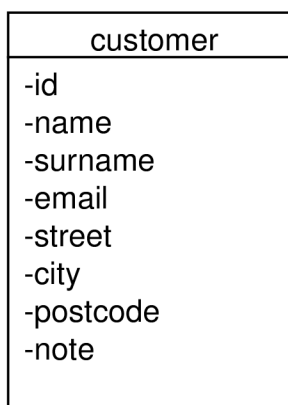 customer
-id
-name
-surname
-email
-street
-city
-postcode
-note